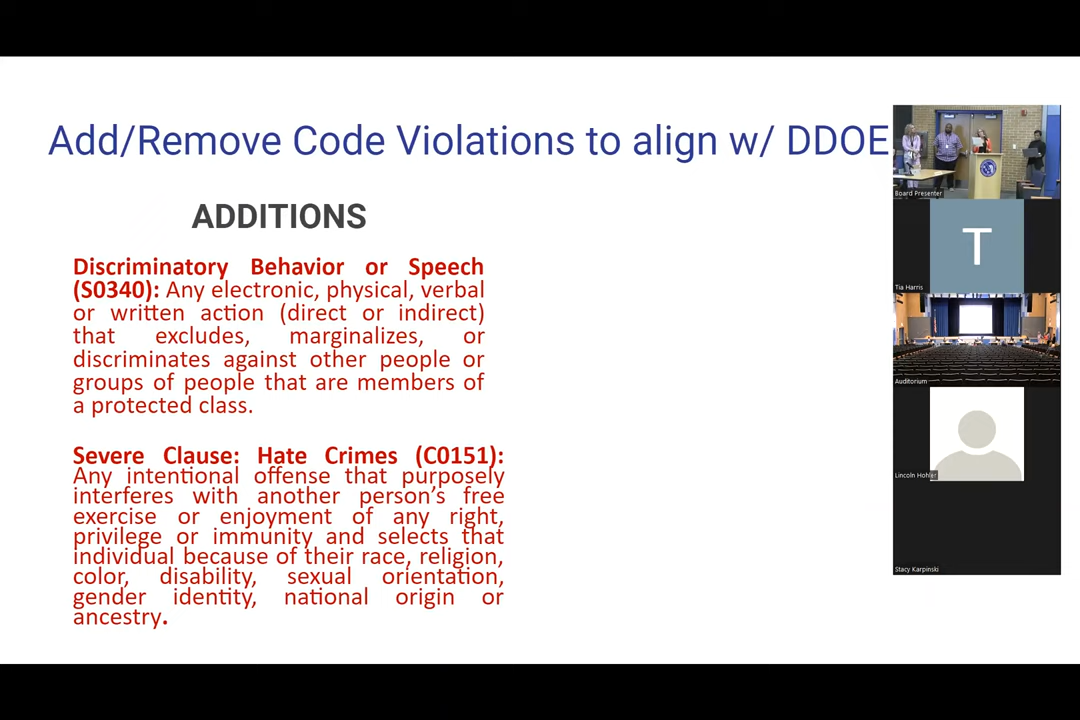 Add/Remove Code Violations to align w/ DDOE
ADDITIONS
Discriminatory Behavior or Speech
(S0340): Any electronic, physical, verbal
or written action (direct or indirect)
that excludes, marginalizes, or
discriminates against other people or
groups of people that are members of
a protected class.
Severe Clause: Hate Crimes (C0151):
Any intentional offense that purposely
interferes with another person's free
exercise or enjoyment of any right,
privilege or immunity and selects that
individual because of their race, religion,
color, disability, sexual orientation,
gender identity, national origin or
ancestry.
Board Presenter
T
Tia Harris
Auditorium
Lincoln Hohler
Stacy Karpinski